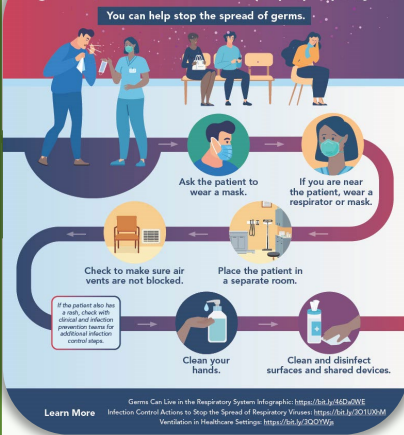 You can help stop the spread of germs.
Ask the patient to
wear a mask.
If you are near
the patient, wear a
respirator or mask.
Place the patient in
a separate room.
Check to make sure air
vents are not blocked.
If the patient also has
a rash, check with
clinical and infection
prevention teams for
additional infection
control steps.
Clean your
hands.
Clean and disinfect
surfaces and shared devices.
Learn More
Germs Can Live in the Respiratory System Infographic: https://bit.ly/46Da0WE
Infection Control Actions to Stop the Spread of Respiratory Viruses: https://bit.ly/3O1UXhM
Ventilation in Healthcare Settings: https://bit.ly/3QOYWjs